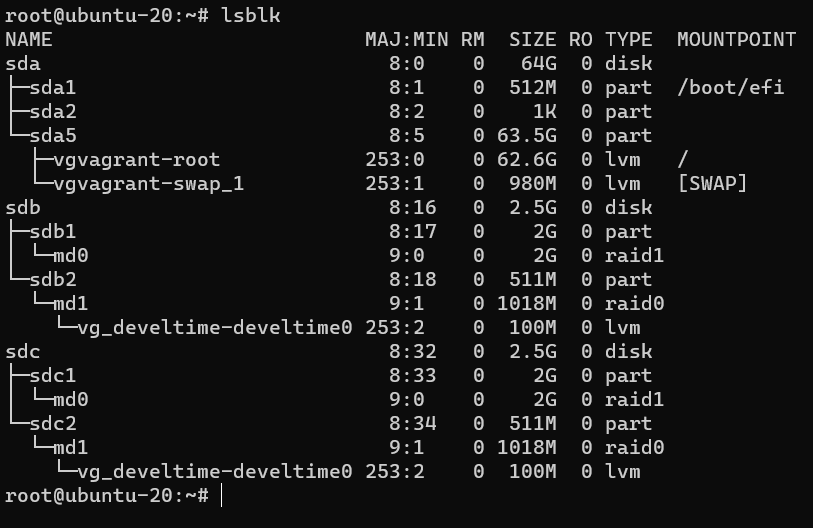 root@ubuntu-20:~# lsblk
NAME                          MAJ:MIN RM   SIZE RO TYPE  MOUNTPOINT
sda                             8:0    0    64G  0 disk
├─sda1                          8:1    0   512M  0 part  /boot/efi
├─sda2                          8:2    0     1K  0 part
└─sda5                          8:5    0  63.5G  0 part
  ├─vgvagrant-root            253:0    0  62.6G  0 lvm   /
  └─vgvagrant-swap_1          253:1    0   980M  0 lvm   [SWAP]
sdb                             8:16   0   2.5G  0 disk
├─sdb1                          8:17   0     2G  0 part
│ └─md0                         9:0    0     2G  0 raid1
└─sdb2                          8:18   0   511M  0 part
  └─md1                         9:1    0  1018M  0 raid0
    └─vg_develtime-develtime0 253:2    0   100M  0 lvm
sdc                             8:32   0   2.5G  0 disk
├─sdc1                          8:33   0     2G  0 part
│ └─md0                         9:0    0     2G  0 raid1
└─sdc2                          8:34   0   511M  0 part
  └─md1                         9:1    0  1018M  0 raid0
    └─vg_develtime-develtime0 253:2    0   100M  0 lvm
root@ubuntu-20:~#